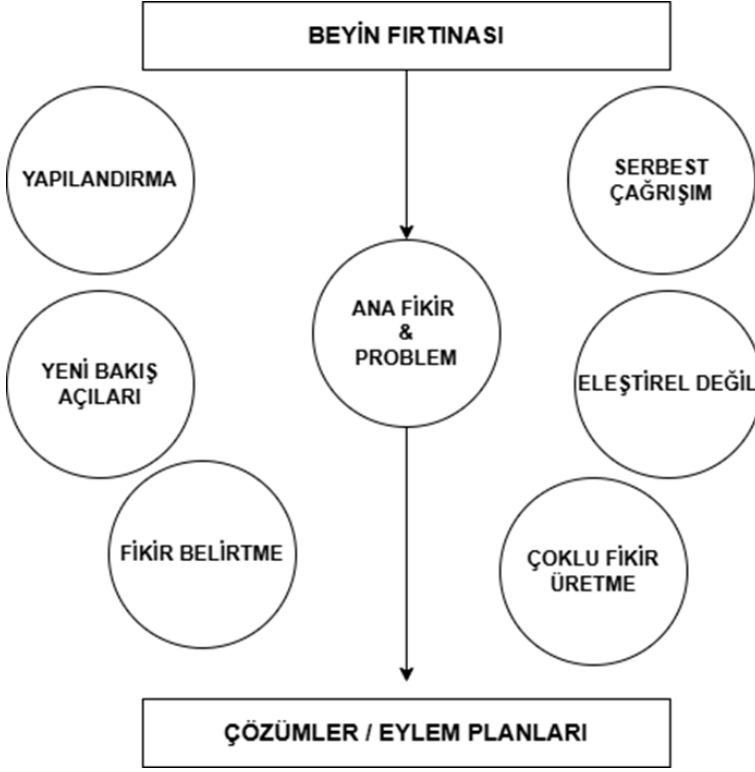 BEYİN FIRTINASI
YAPILANDIRMA
SERBEST
ÇAĞRIŞIM
ANA FİKİR
&
PROBLEM
YENİ BAKIŞ
AÇILARI
ELEŞTİREL DEĞİL
FİKİR BELİRTME
ÇOKLU FİKİR
ÜRETME
ÇÖZÜMLER / EYLEM PLANLARI